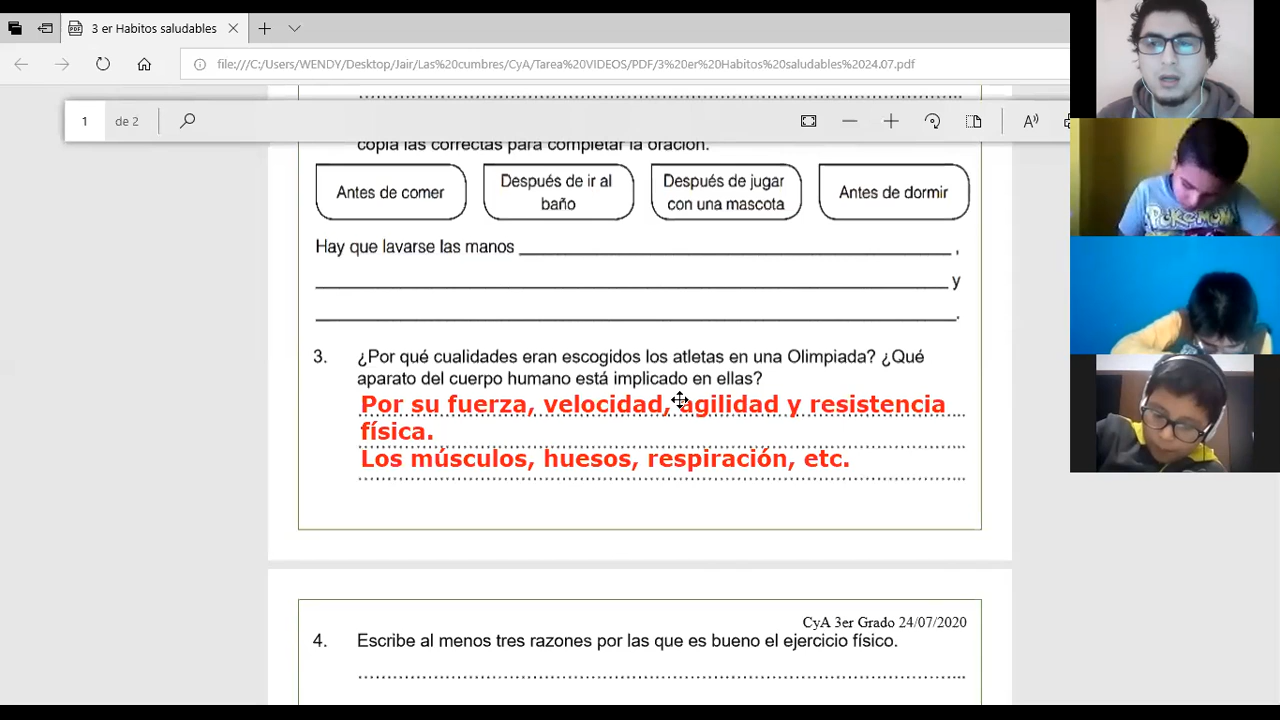 3 er Habitos saludables
file:///C:/Users/WENDY/Desktop/Jair/Las%20cumbres/CyA/Tarea%20VIDEOS/PDF/3%20er%20Habitos%20saludables%2024.07.pdf
1 de 2
copia las correctas para completar la oración.
Antes de comer
Después de ir al
baño
Después de jugar
con una mascota
Antes de dormir
Hay que lavarse las manos ,
y
.
3. ¿Por qué cualidades eran escogidos los atletas en una Olimpiada? ¿Qué
aparato del cuerpo humano está implicado en ellas?
Por su fuerza, velocidad, agilidad y resistencia
física.
Los músculos, huesos, respiración, etc.
CyA 3er Grado 24/07/2020
4. Escribe al menos tres razones por las que es bueno el ejercicio físico.
POKéMON